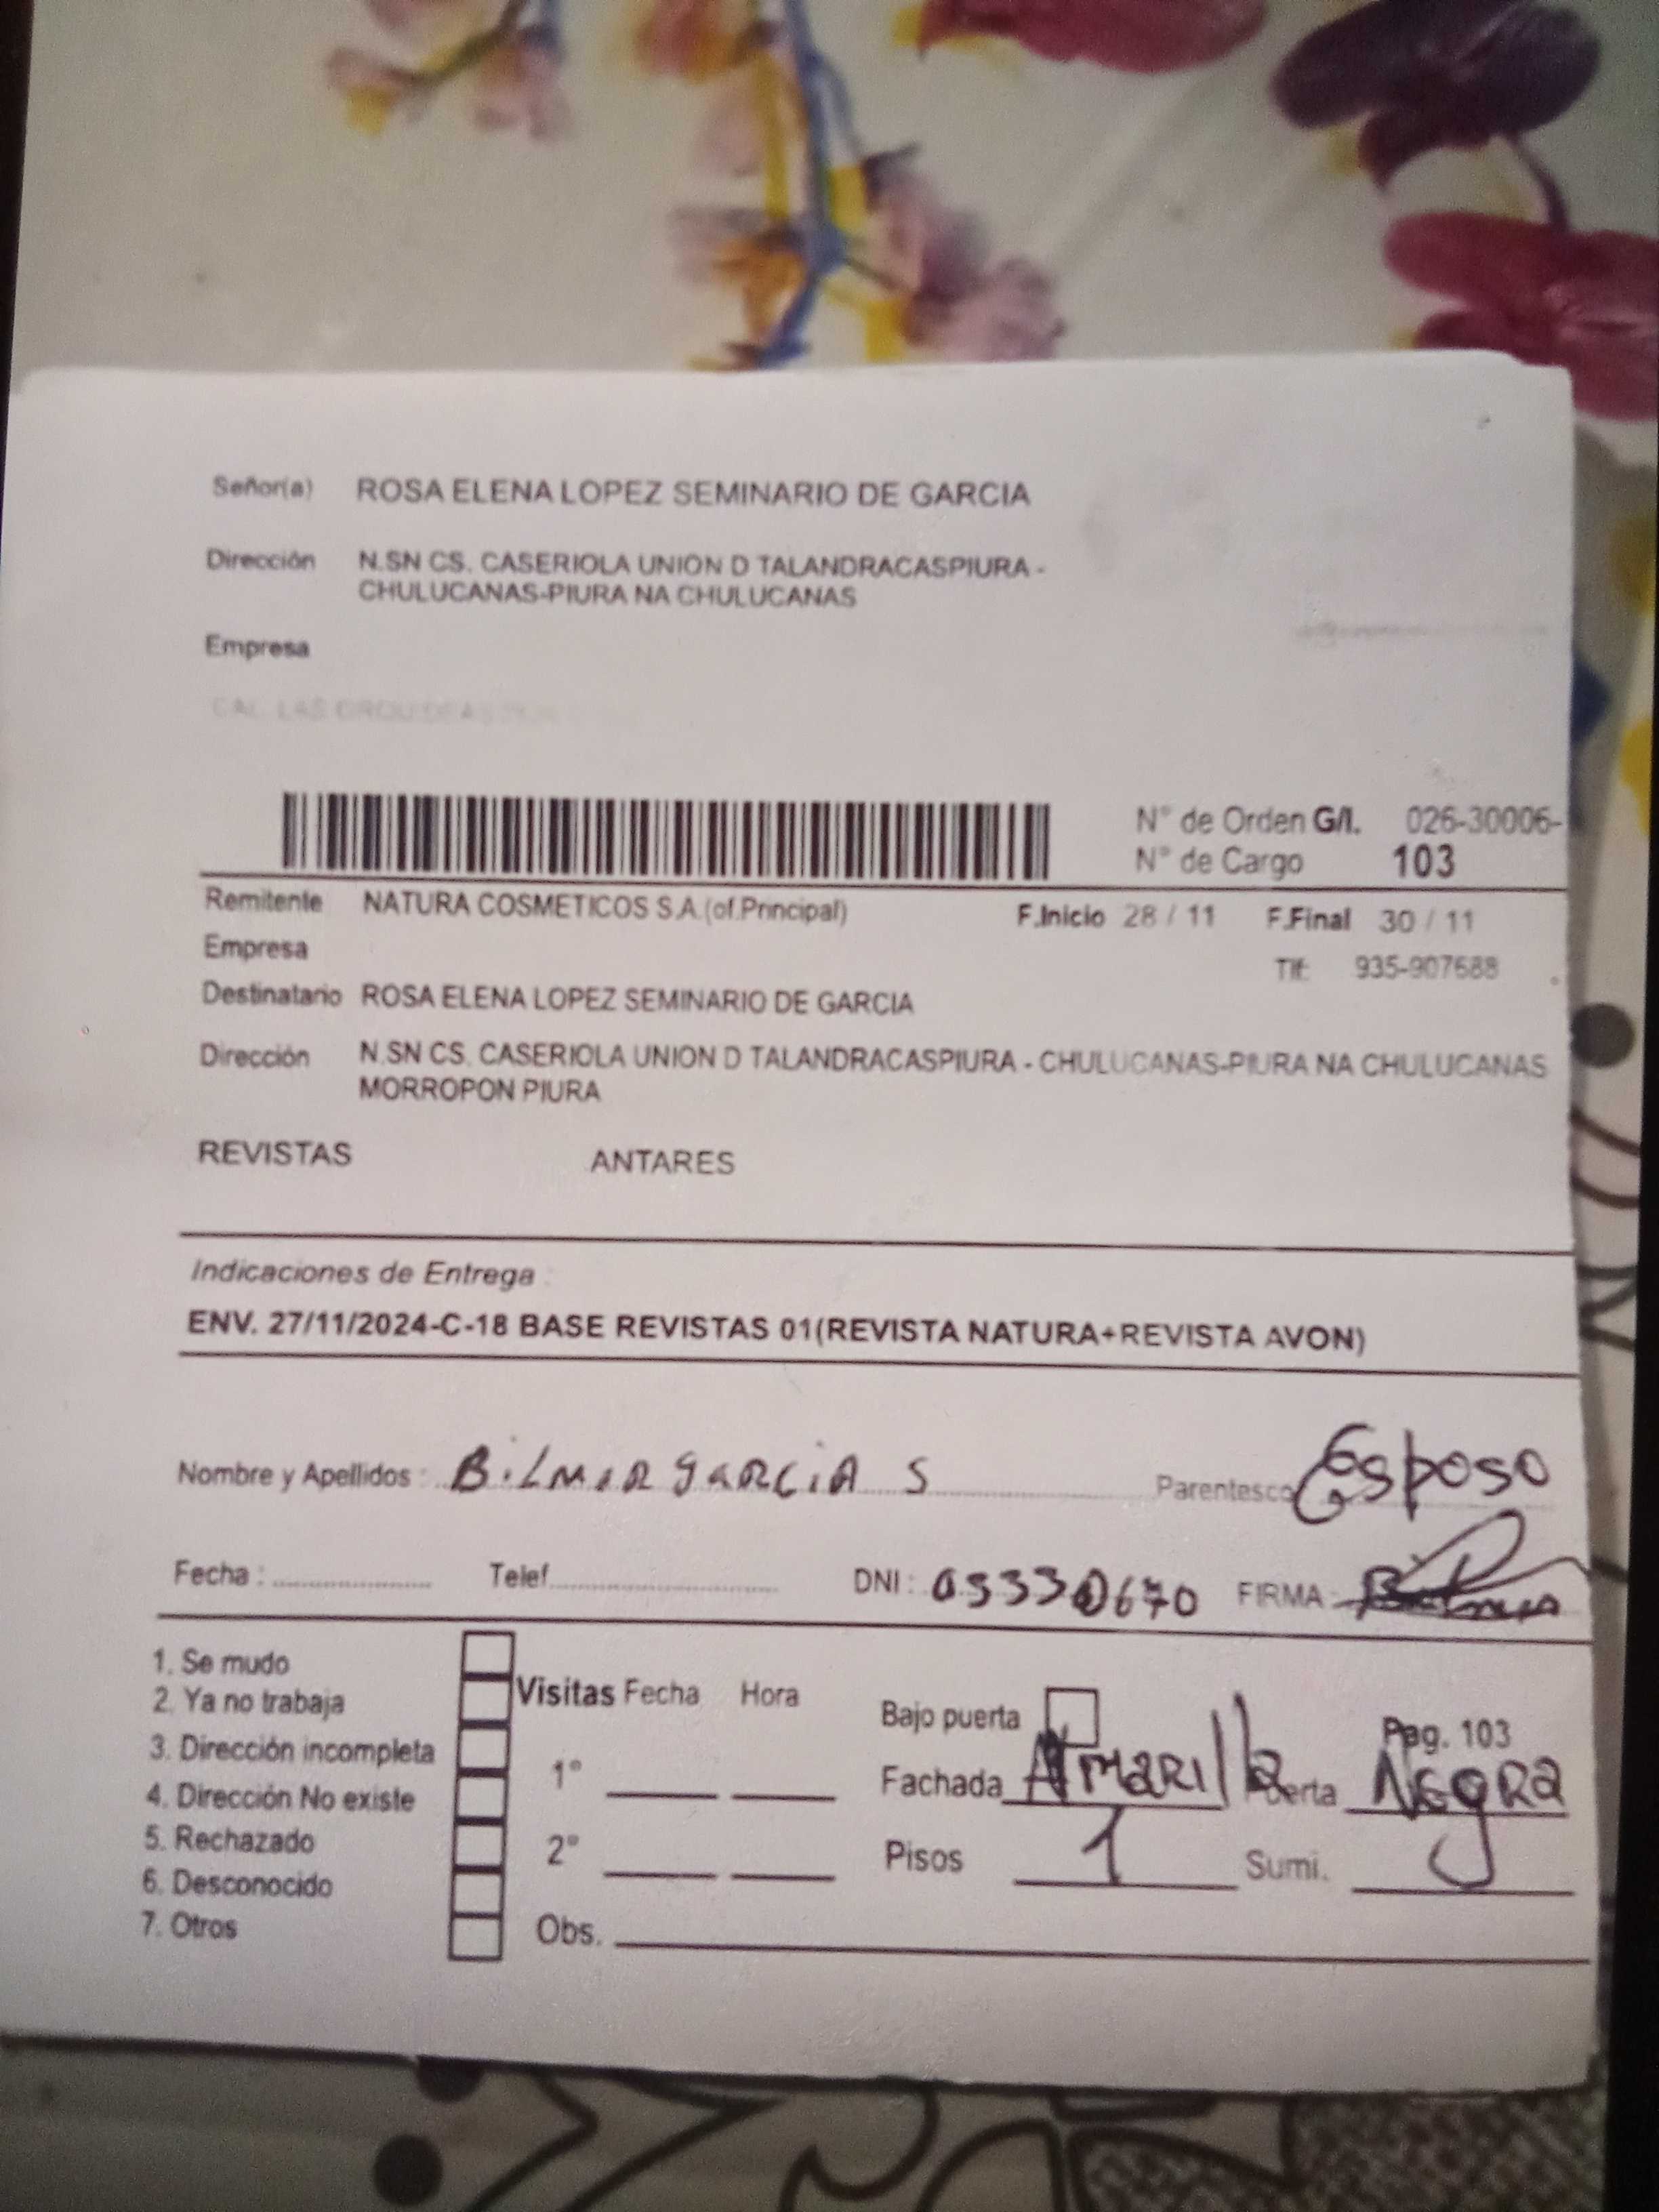 Señor(a) ROSA ELENA LOPEZ SEMINARIO DE GARCIA
Dirección N.SN CS. CASERIOLA UNION D TALANDRACASPIURA -
CHULUCANAS-PIURA NA CHULUCANAS
Empresa
CAL LAS ORQUIDEAS
N° de Orden G/I. 026-30006-
N° de Cargo 103
Remitente NATURA COSMETICOS S.A.(of.Principal) F.Inicio 28 / 11 F.Final 30 / 11
Empresa Tlf: 935-907688
Destinatario ROSA ELENA LOPEZ SEMINARIO DE GARCIA
Dirección N.SN CS. CASERIOLA UNION D TALANDRACASPIURA - CHULUCANAS-PIURA NA CHULUCANAS
MORROPON PIURA
REVISTAS ANTARES
Indicaciones de Entrega :
ENV. 27/11/2024-C-18 BASE REVISTAS 01(REVISTA NATURA+REVISTA AVON)
Nombre y Apellidos : BiLMER GARCiA S Parentesco Esposo
Fecha : Telef. DNI : 03330670 FIRMA :
1. Se mudo
2. Ya no trabaja
3. Dirección incompleta
4. Dirección No existe
5. Rechazado
6. Desconocido
7. Otros
Visitas Fecha Hora
1°
2°
Obs.
Bajo puerta Pag. 103
Fachada AmaRilla Puerta NegRa
Pisos 1 Sumi.